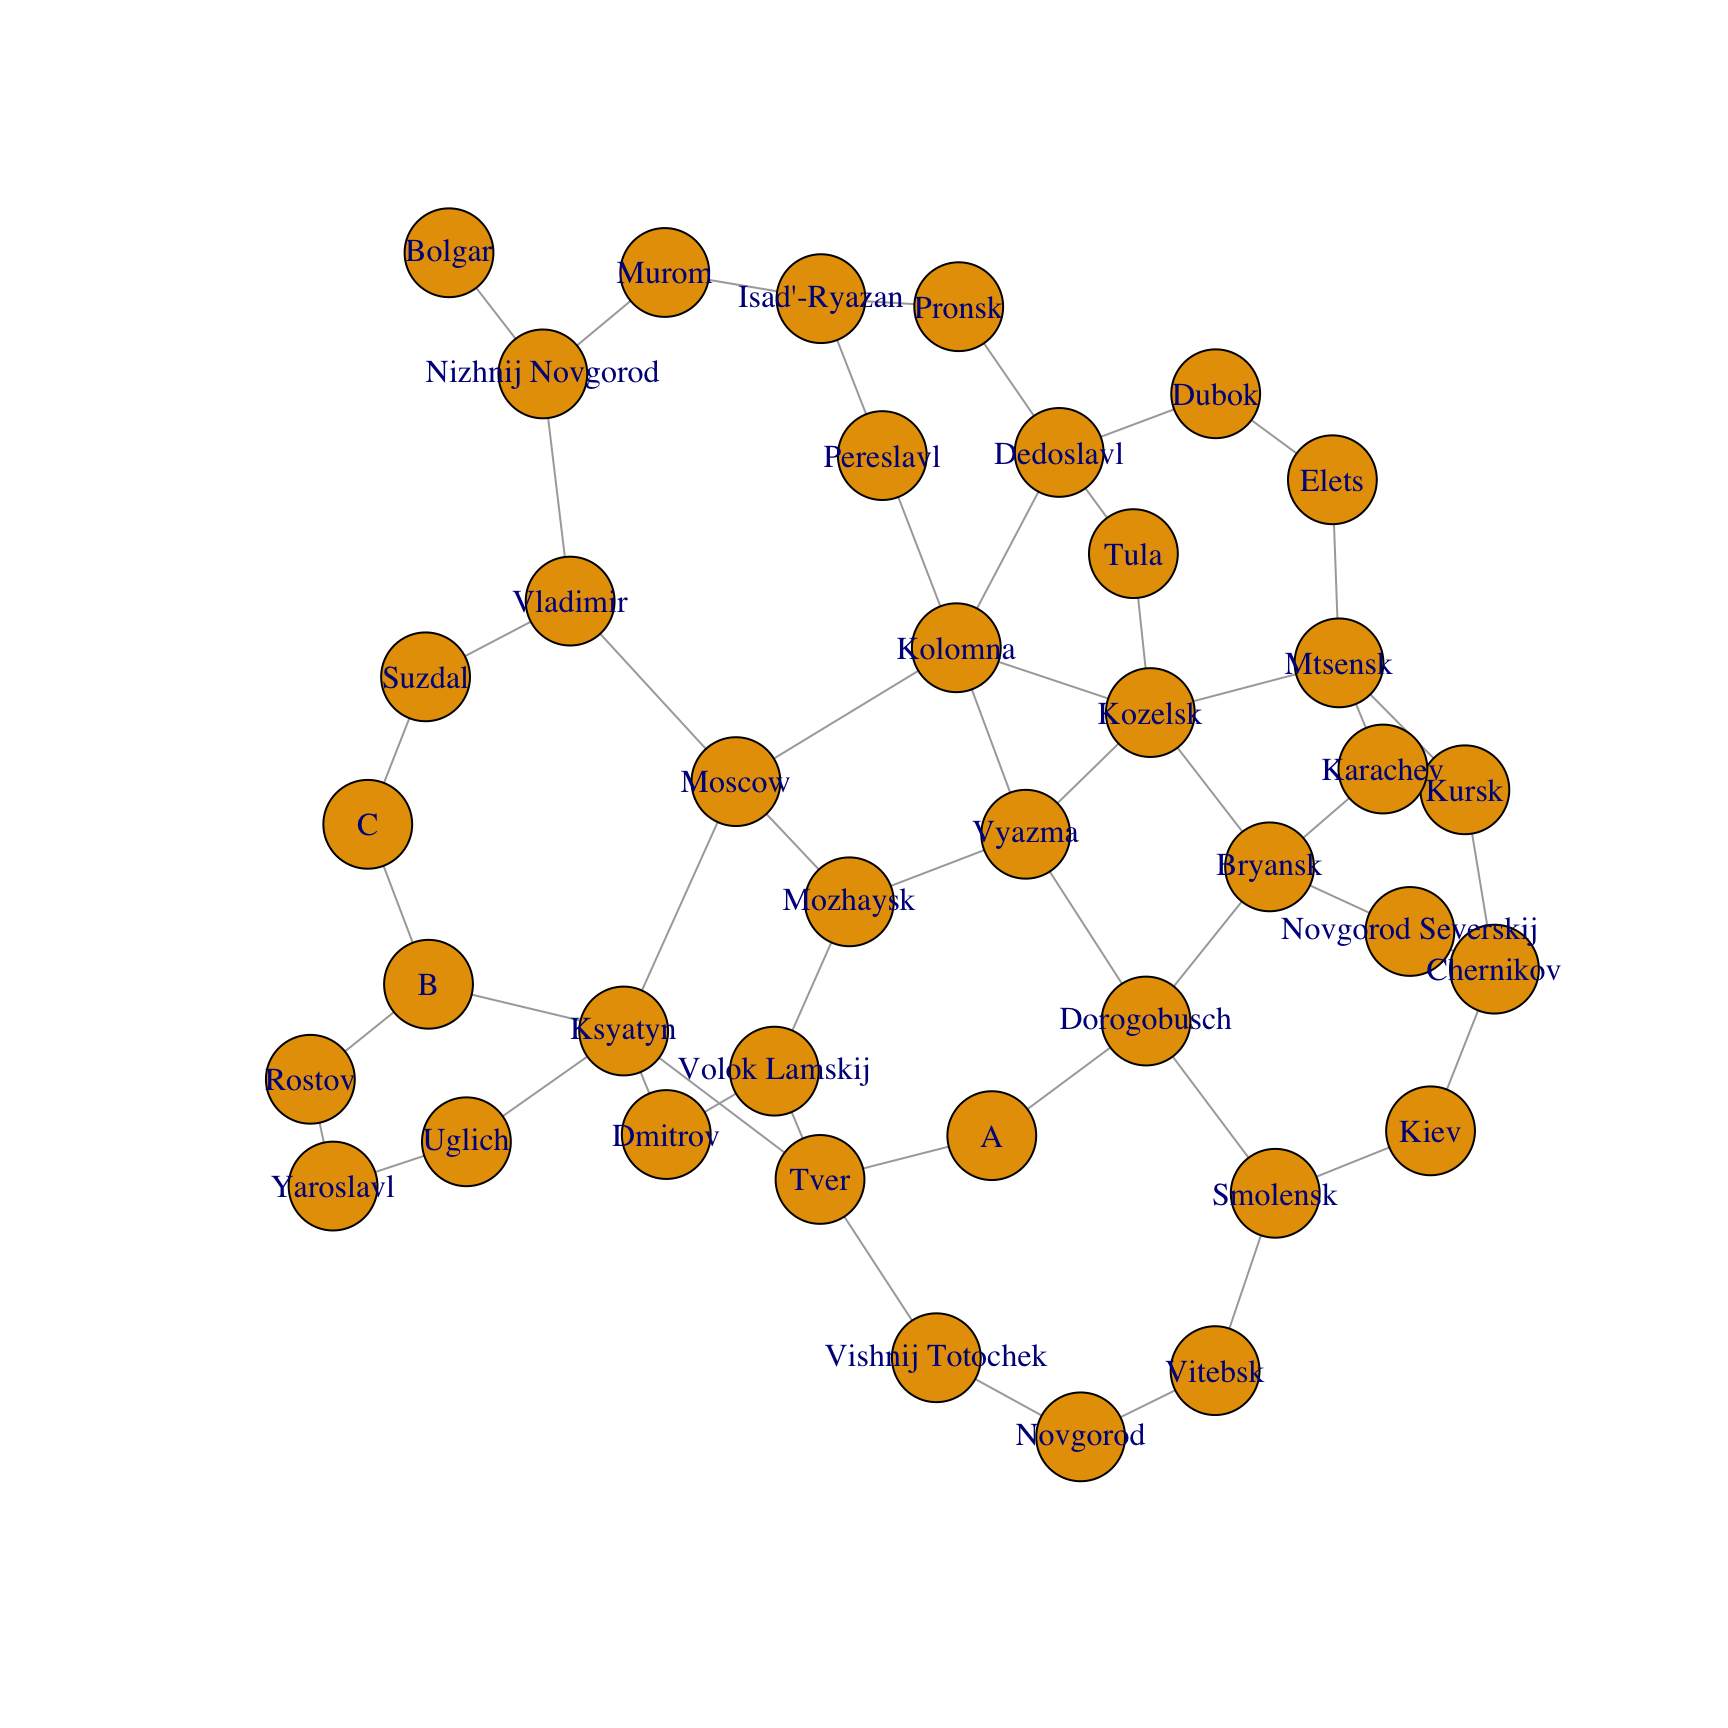 Bolgar
Murom
Isad'-Ryazan
Pronsk
Nizhnij Novgorod
Dubok
Pereslavl
Dedoslavl
Elets
Tula
Vladimir
Kolomna
Mtsensk
Suzdal
Kozelsk
Moscow
Karachev
Kursk
C
Vyazma
Bryansk
Mozhaysk
Novgorod Severskij
Chernikov
B
Ksyatyn
Dorogobusch
Volok Lamskij
Rostov
Uglich
Dmitrov
A
Kiev
Yaroslavl
Tver
Smolensk
Vishnij Totochek
Vitebsk
Novgorod